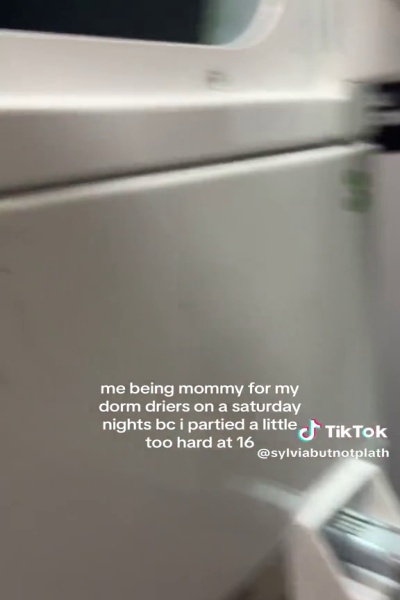 me being mommy for my
dorm driers on a saturday
nights bc i partied a little
too hard at 16
TikTok
@sylviabutnotplath